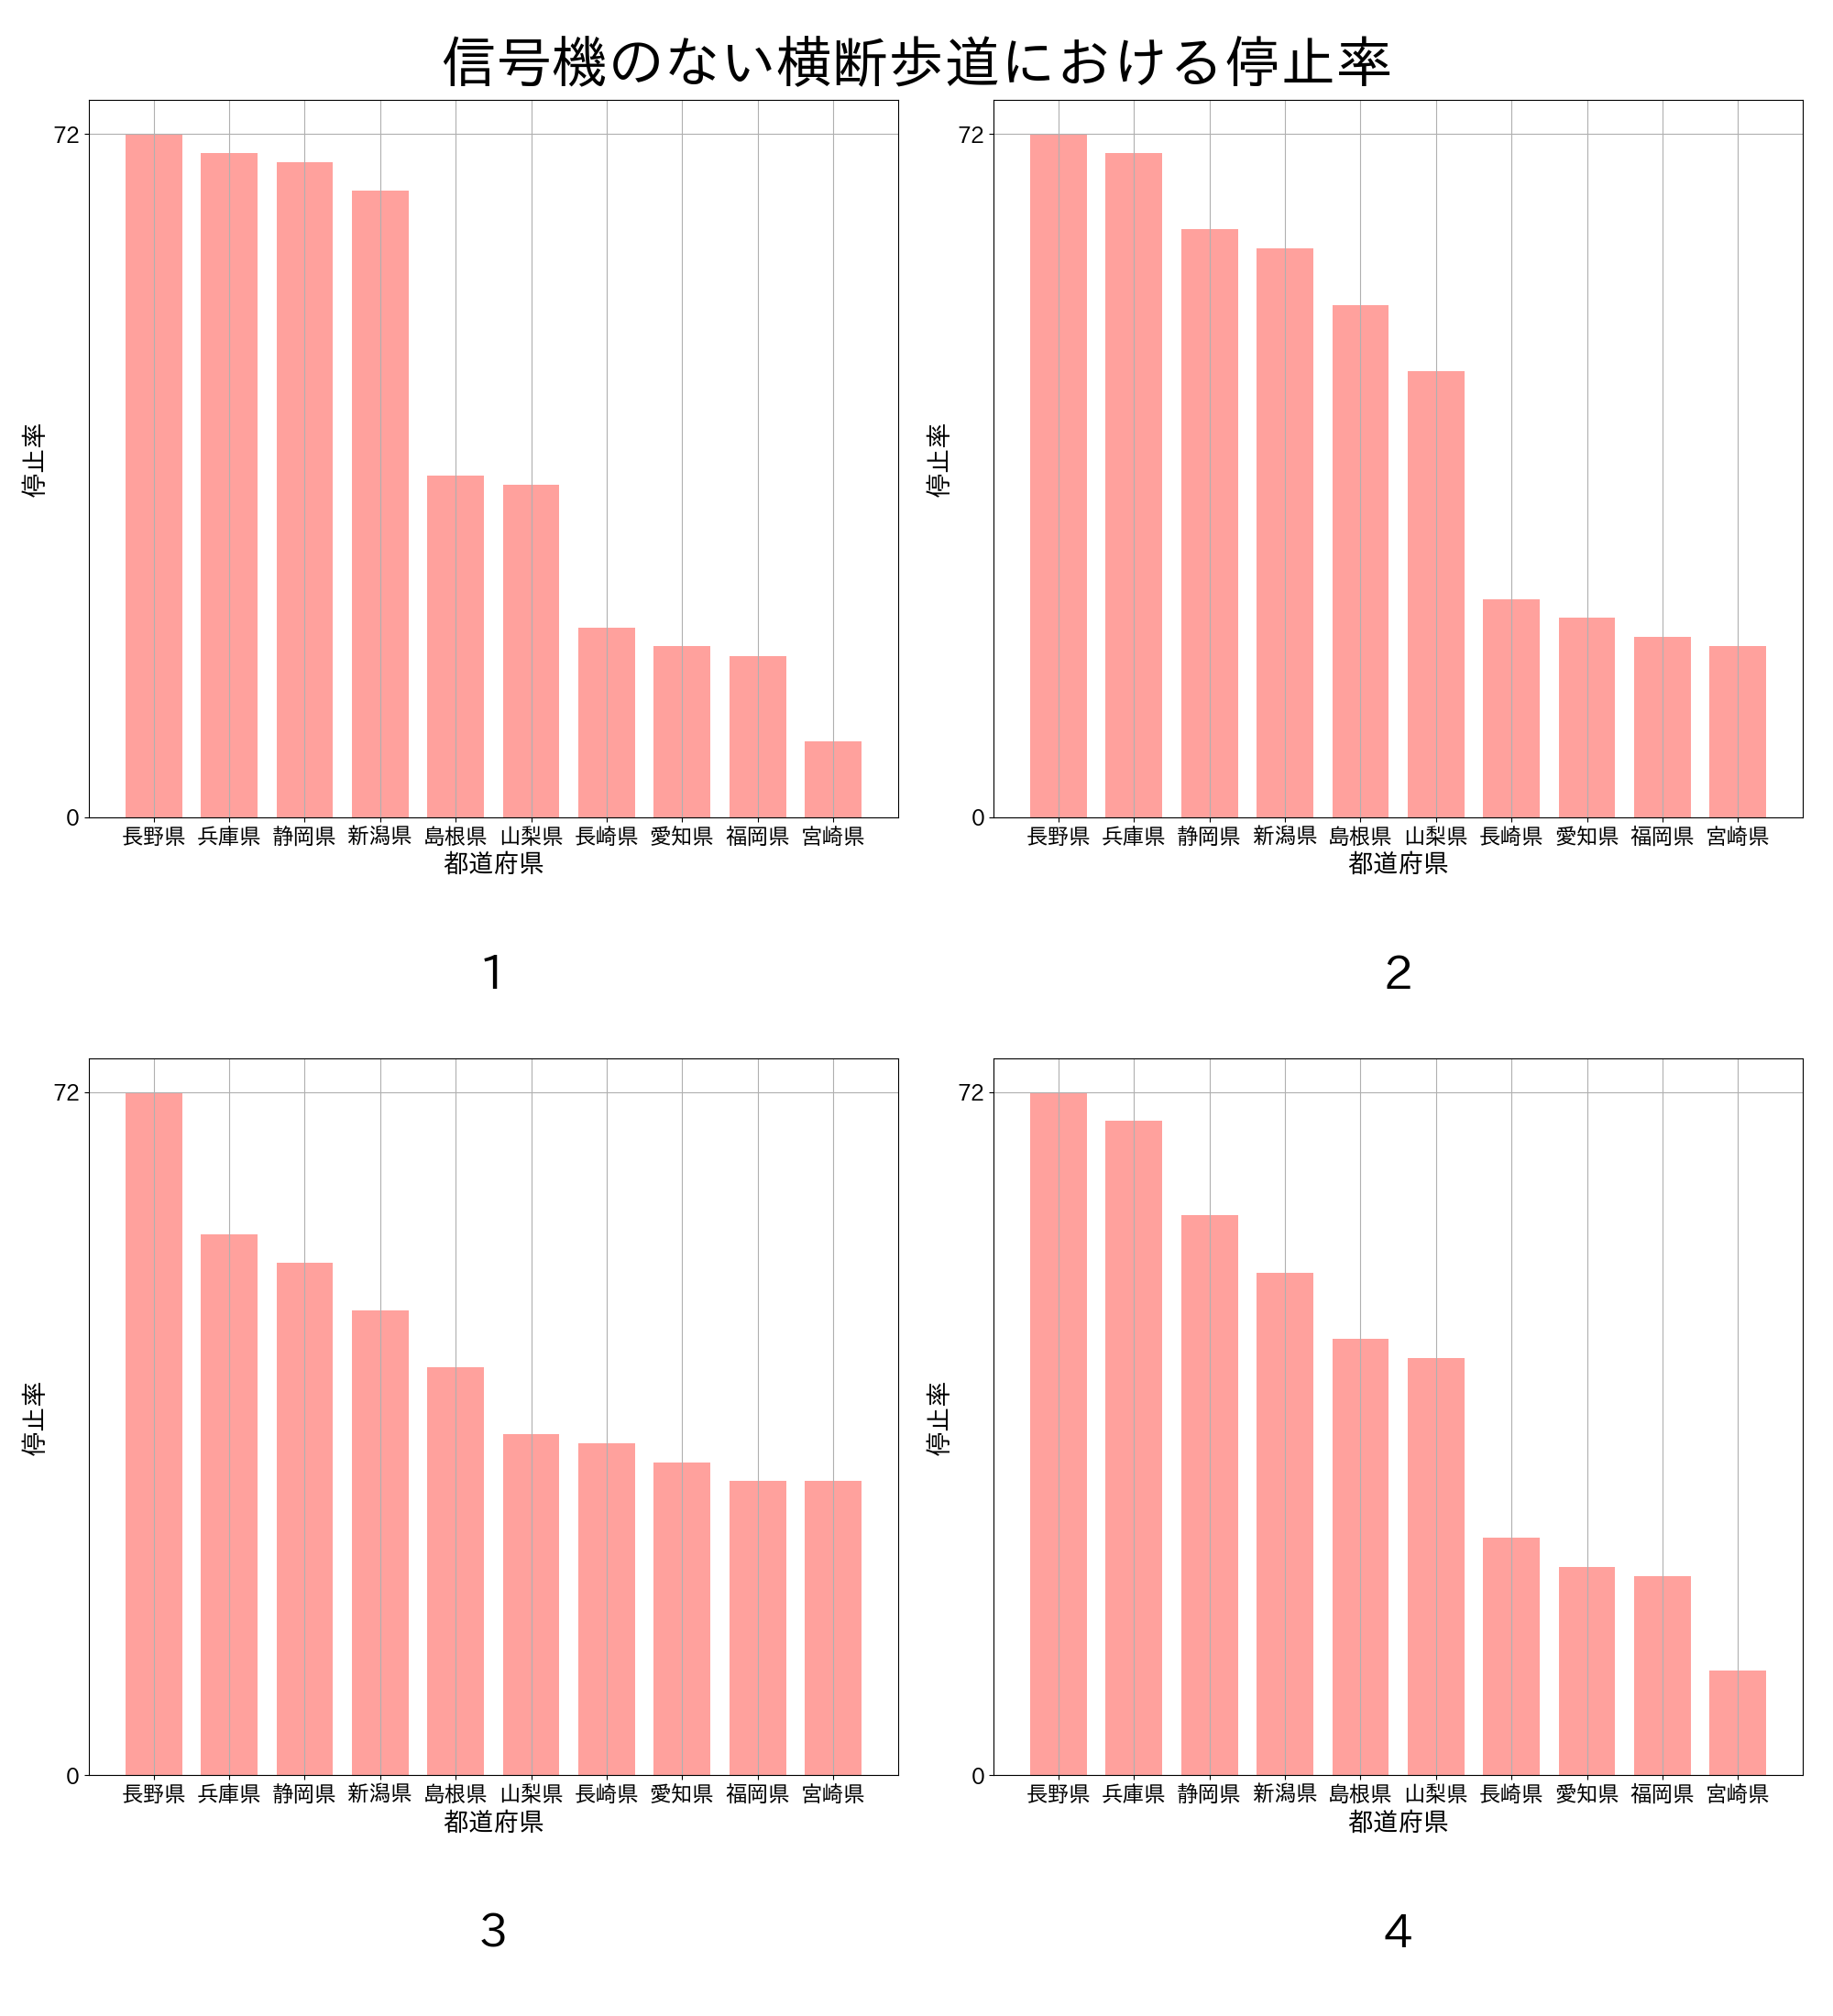 信号機のない横断歩道における停止率
72
0
停止率
長野県 兵庫県 静岡県 新潟県 島根県 山梨県 長崎県 愛知県 福岡県 宮崎県
都道府県
1
72
0
停止率
長野県 兵庫県 静岡県 新潟県 島根県 山梨県 長崎県 愛知県 福岡県 宮崎県
都道府県
2
72
0
停止率
長野県 兵庫県 静岡県 新潟県 島根県 山梨県 長崎県 愛知県 福岡県 宮崎県
都道府県
3
72
0
停止率
長野県 兵庫県 静岡県 新潟県 島根県 山梨県 長崎県 愛知県 福岡県 宮崎県
都道府県
4